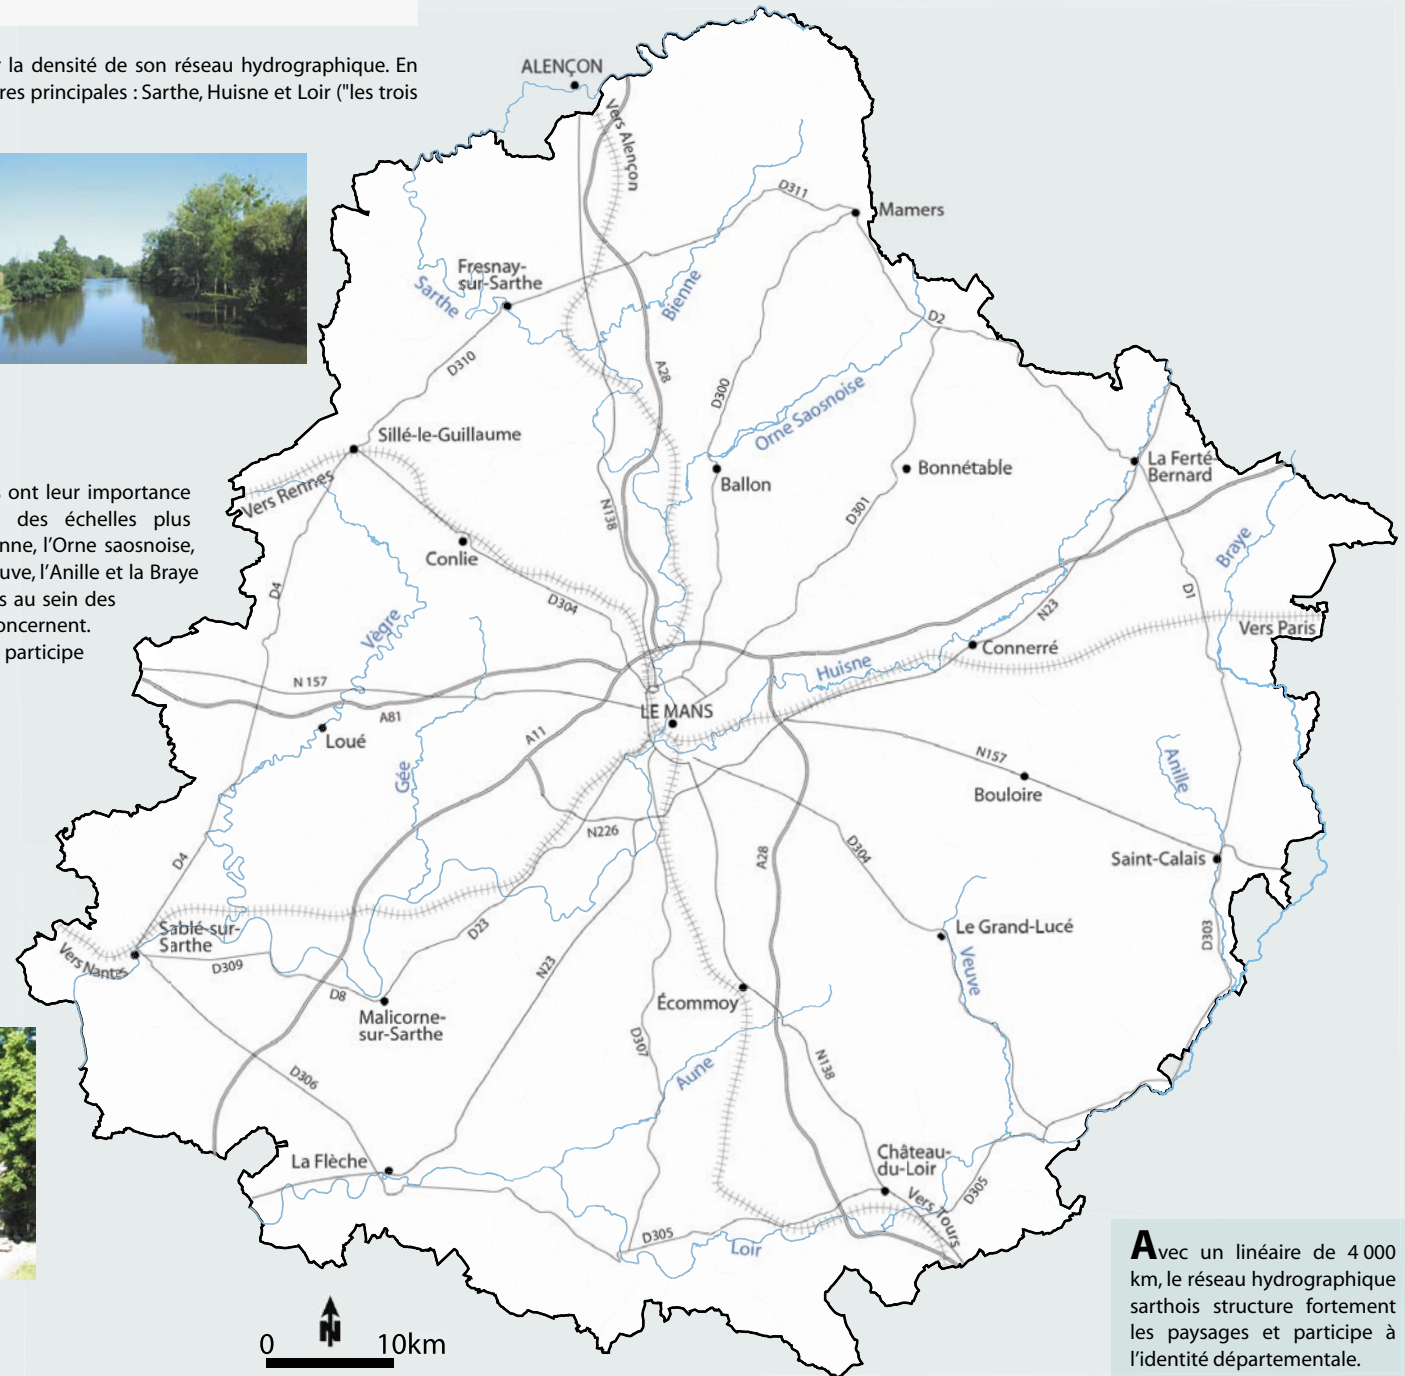 r la densité de son réseau hydrographique. En
res principales : Sarthe, Huisne et Loir ("les trois
s ont leur importance
des échelles plus
nne, l'Orne saosnoise,
uve, l'Anille et la Braye
s au sein des
oncernent.
participe
ALENÇON
Vers Alençon
D311
Mamers
Fresnay-
sur-Sarthe
Sarthe
Bienne
D2
D310
A28
D300
Orne Saosnoise
Sillé-le-Guillaume
La Ferté-
Bernard
Bonnétable
Ballon
Vers Rennes
N138
D301
Conlie
Braye
D4
D304
D1
N23
Vègre
Vers Paris
Connerré
Huisne
N 157
A81
LE MANS
A11
Loué
N157
Anille
Gée
Bouloire
N226
D4
A28
D304
Saint-Calais
Sablé-sur-
Sarthe
D23
Le Grand-Lucé
D303
Vers Nantes
D309
N23
Veuve
D8
Écommoy
Malicorne-
sur-Sarthe
D307
N138
D306
Aune
La Flèche
Château-
du-Loir
D305
Vers Tours
D305
Loir
N
0 10km
Avec un linéaire de 4 000
km, le réseau hydrographique
sarthois structure fortement
les paysages et participe à
l'identité départementale.